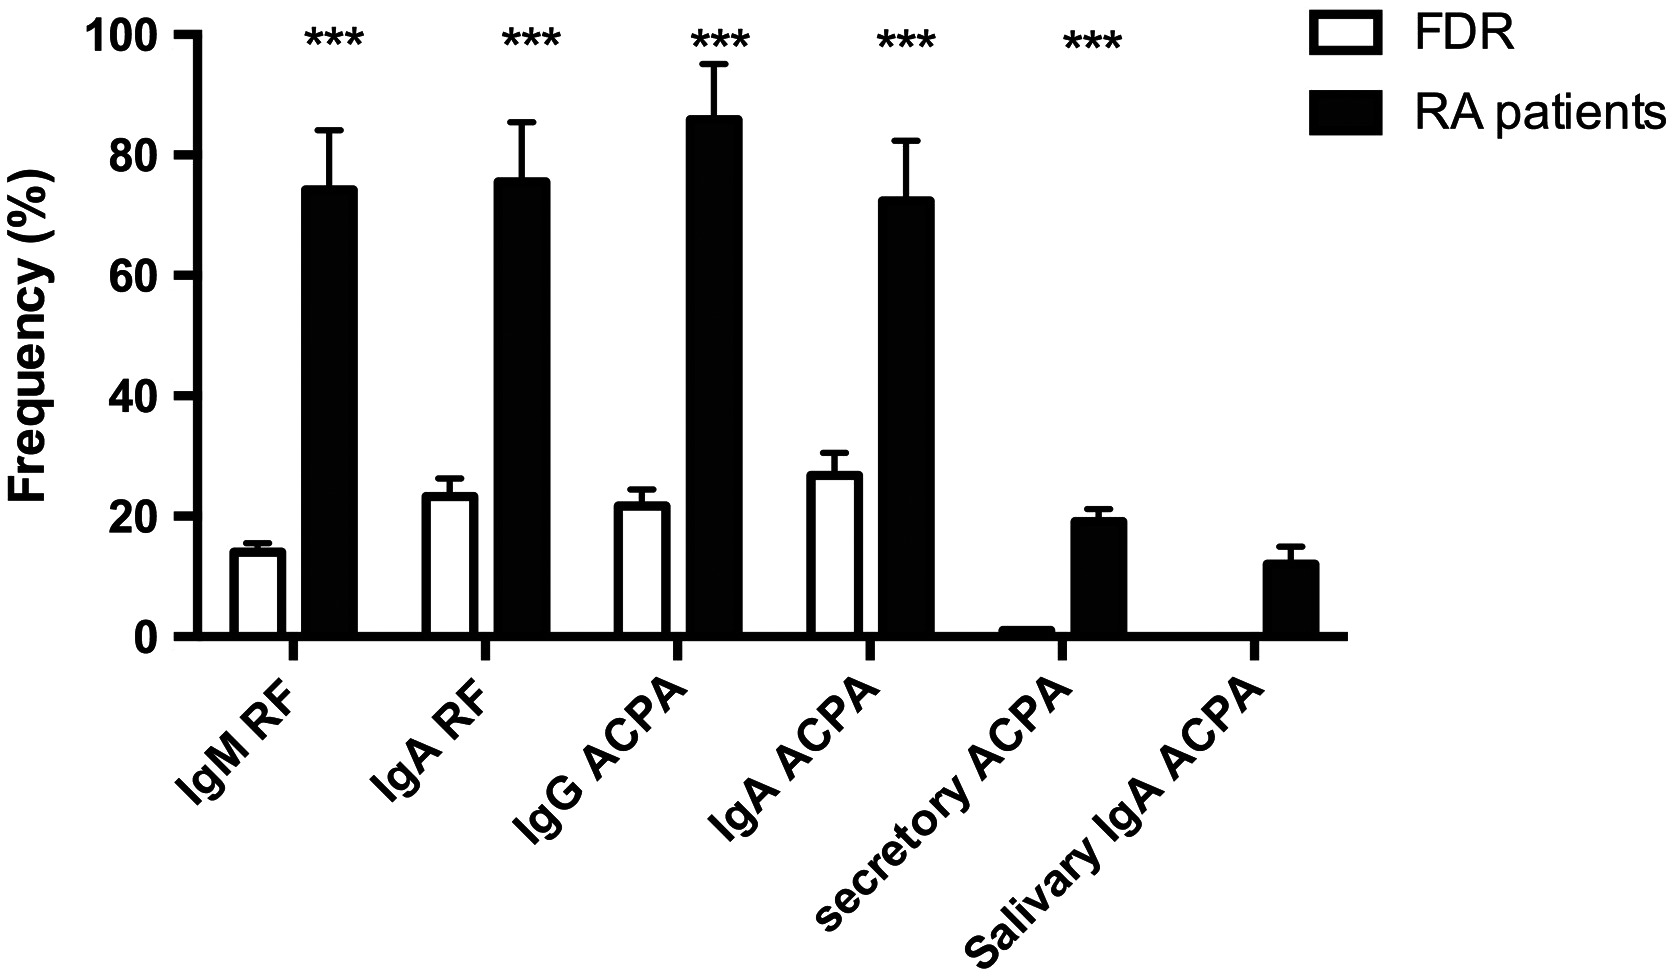 *** *** *** *** ***
FDR
RA patients
Frequency (%)
100
80
60
40
20
0
IgM RF
IgA RF
IgG ACPA
IgA ACPA
secretory ACPA
Salivary IgA ACPA